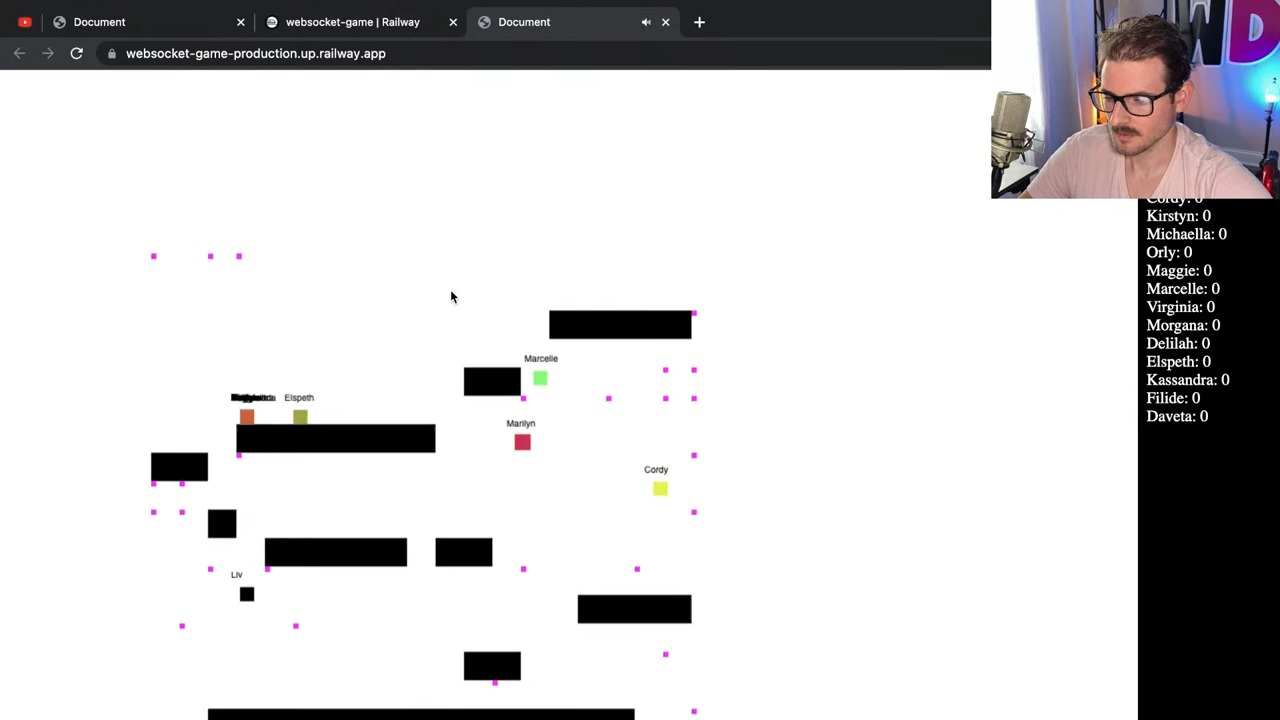 Document
websocket-game | Railway
Document
websocket-game-production.up.railway.app
Cordy: 0
Kirstyn: 0
Michaella: 0
Orly: 0
Maggie: 0
Marcelle: 0
Virginia: 0
Morgana: 0
Delilah: 0
Elspeth: 0
Kassandra: 0
Filide: 0
Daveta: 0
Marcelle
Elspeth
Marilyn
Cordy
Liv